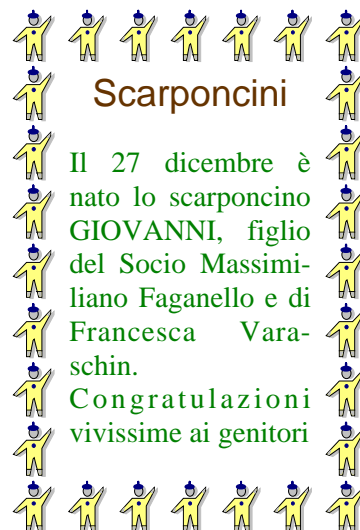 Scarponcini
Il 27 dicembre è
nato lo scarponcino
GIOVANNI, figlio
del Socio Massimi-
liano Faganello e di
Francesca Vara-
schin.
Congratulazioni
vivissime ai genitori